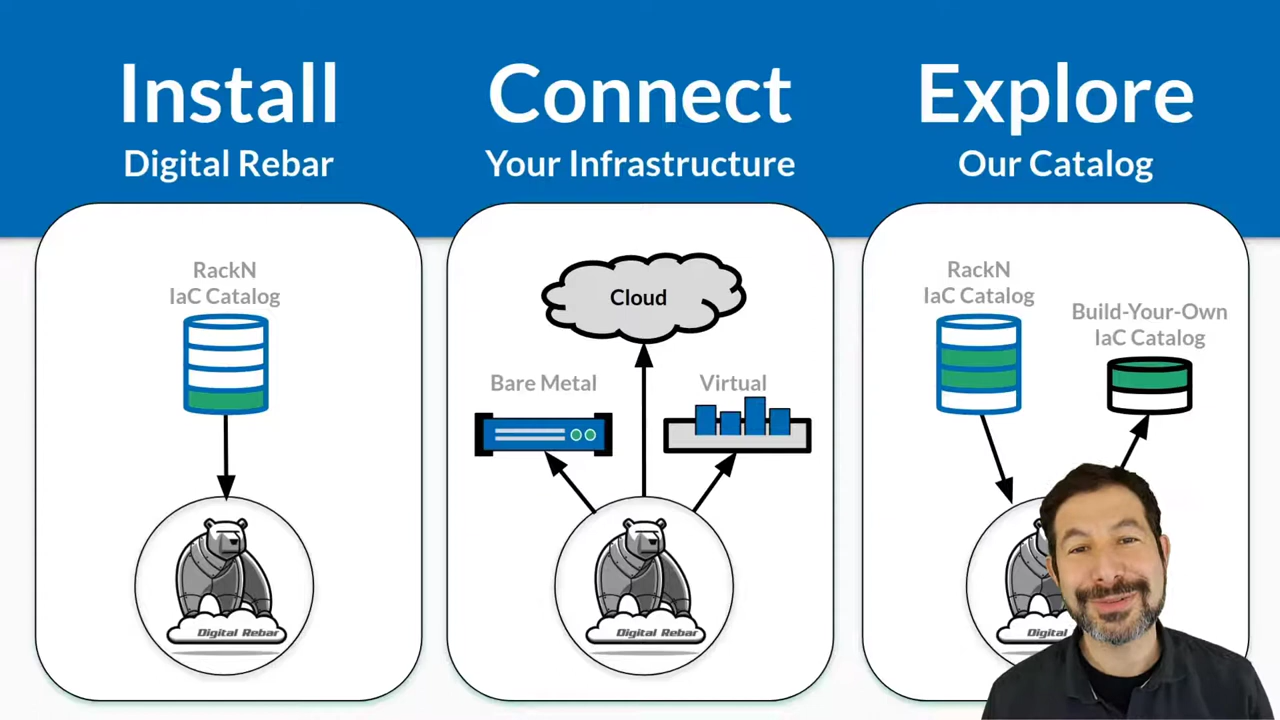 Install
Digital Rebar
RackN
IaC Catalog
Digital Rebar
Connect
Your Infrastructure
Cloud
Bare Metal
Virtual
Digital Rebar
Explore
Our Catalog
RackN
IaC Catalog
Build-Your-Own
IaC Catalog
Digital